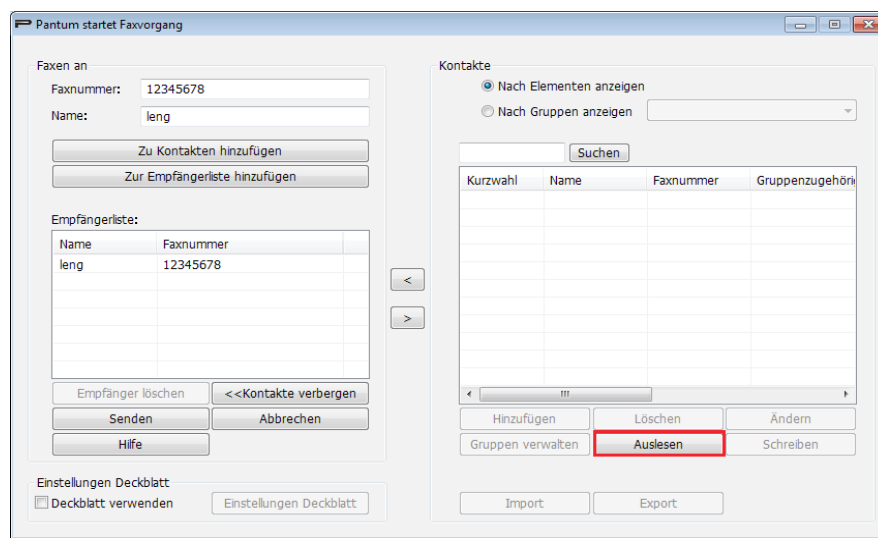 Pantum startet Faxvorgang
Faxen an
Faxnummer: 12345678
Name: leng
Zu Kontakten hinzufügen
Zur Empfängerliste hinzufügen
Empfängerliste:
Name Faxnummer
leng 12345678
Empfänger löschen <<Kontakte verbergen
Senden Abbrechen
Hilfe
Einstellungen Deckblatt
Deckblatt verwenden Einstellungen Deckblatt
<
>
Kontakte
Nach Elementen anzeigen
Nach Gruppen anzeigen
Suchen
Kurzwahl Name Faxnummer Gruppenzugehöri
Hinzufügen Löschen Ändern
Gruppen verwalten Auslesen Schreiben
Import Export